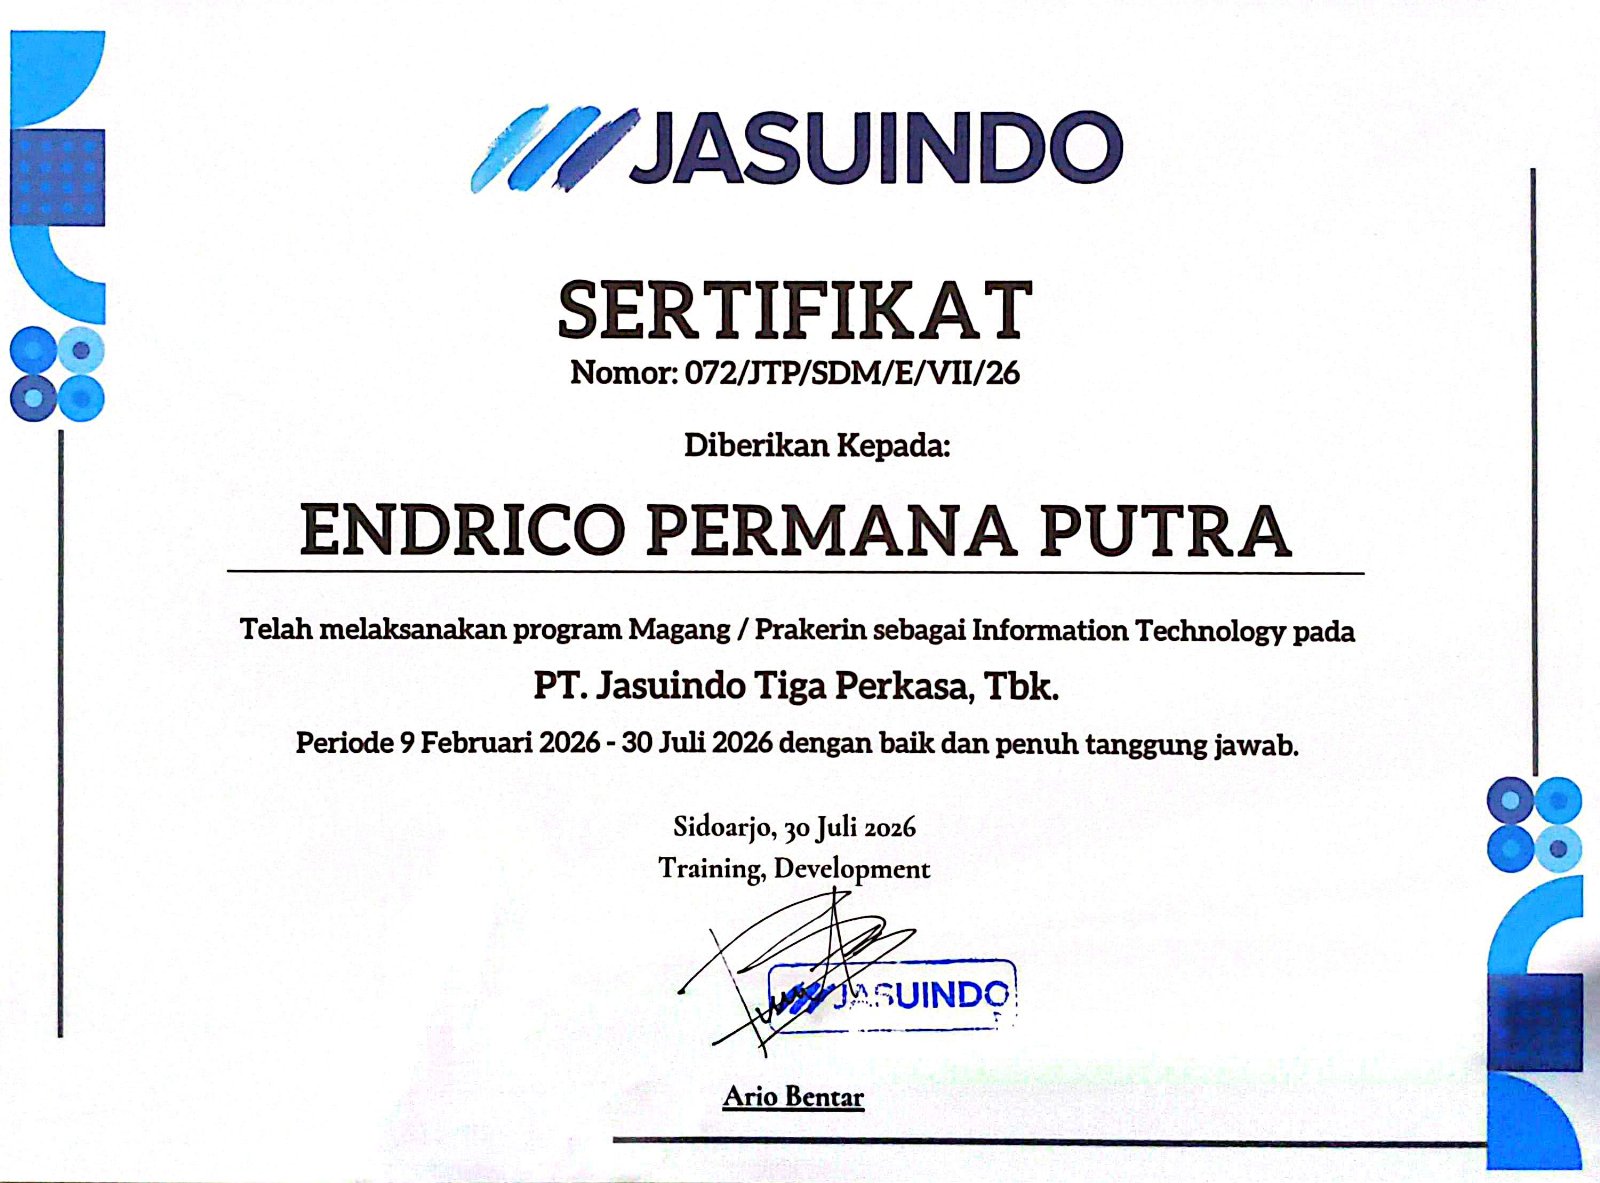 JASUINDO
SERTIFIKAT
Nomor: 072/JTP/SDM/E/VII/26
Diberikan Kepada:
ENDRICO PERMANA PUTRA
Telah melaksanakan program Magang / Prakerin sebagai Information Technology pada
PT. Jasuindo Tiga Perkasa, Tbk.
Periode 9 Februari 2026 - 30 Juli 2026 dengan baik dan penuh tanggung jawab.
Sidoarjo, 30 Juli 2026
Training, Development
JASUINDO
Ario Bentar